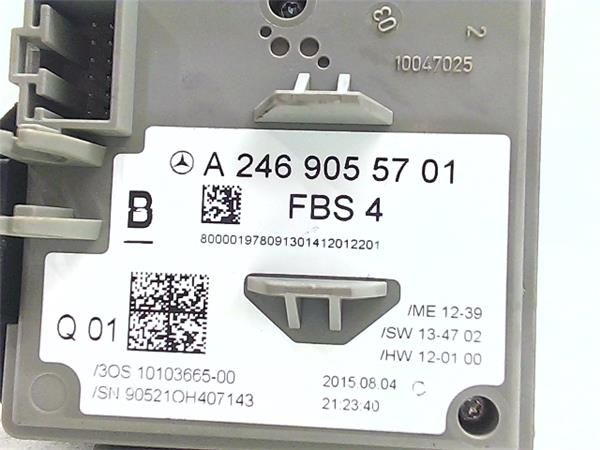 03
2
10047025
A 246 905 57 01
B
FBS 4
800001978091301412012201
Q 01
/ME 12-39
/SW 13-47 02
/HW 12-01 00
/3OS 10103665-00
/SN 90521OH407143
2015.08.04 C
21:23:40